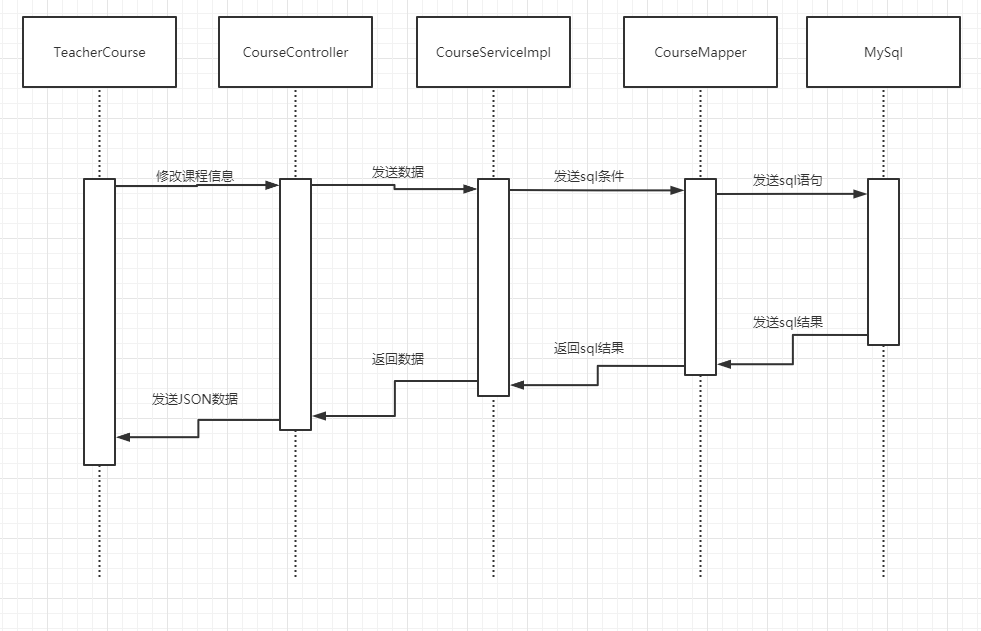 TeacherCourse
CourseController
CourseServiceImpl
CourseMapper
MySql
修改课程信息
发送数据
发送sql条件
发送sql语句
发送sql结果
返回sql结果
返回数据
发送JSON数据